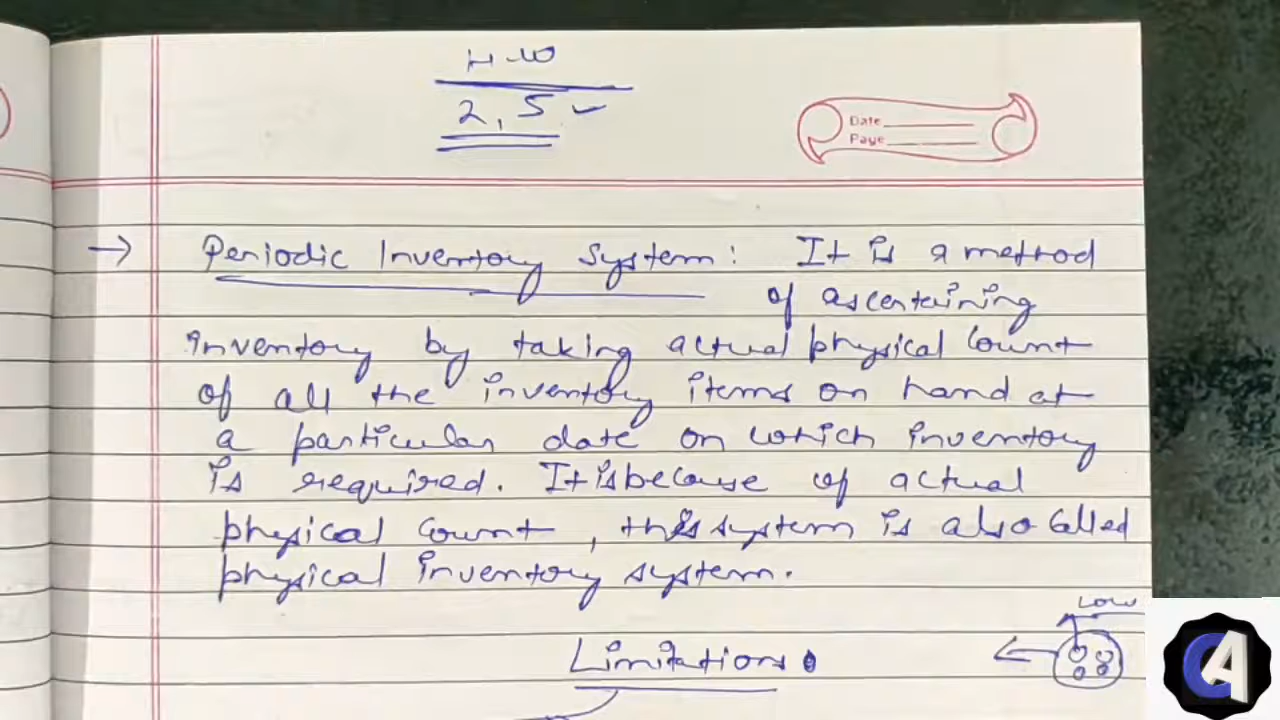 H.W
2, 5
Date
Page
→ Periodic Inventory System: It is a method
of ascertaining
inventory by taking actual physical count
of all the inventory items on hand at
a particular date on which inventory
is required. It is because of actual
physical count, this system is also called
physical inventory system.
Low
Limitations
CA